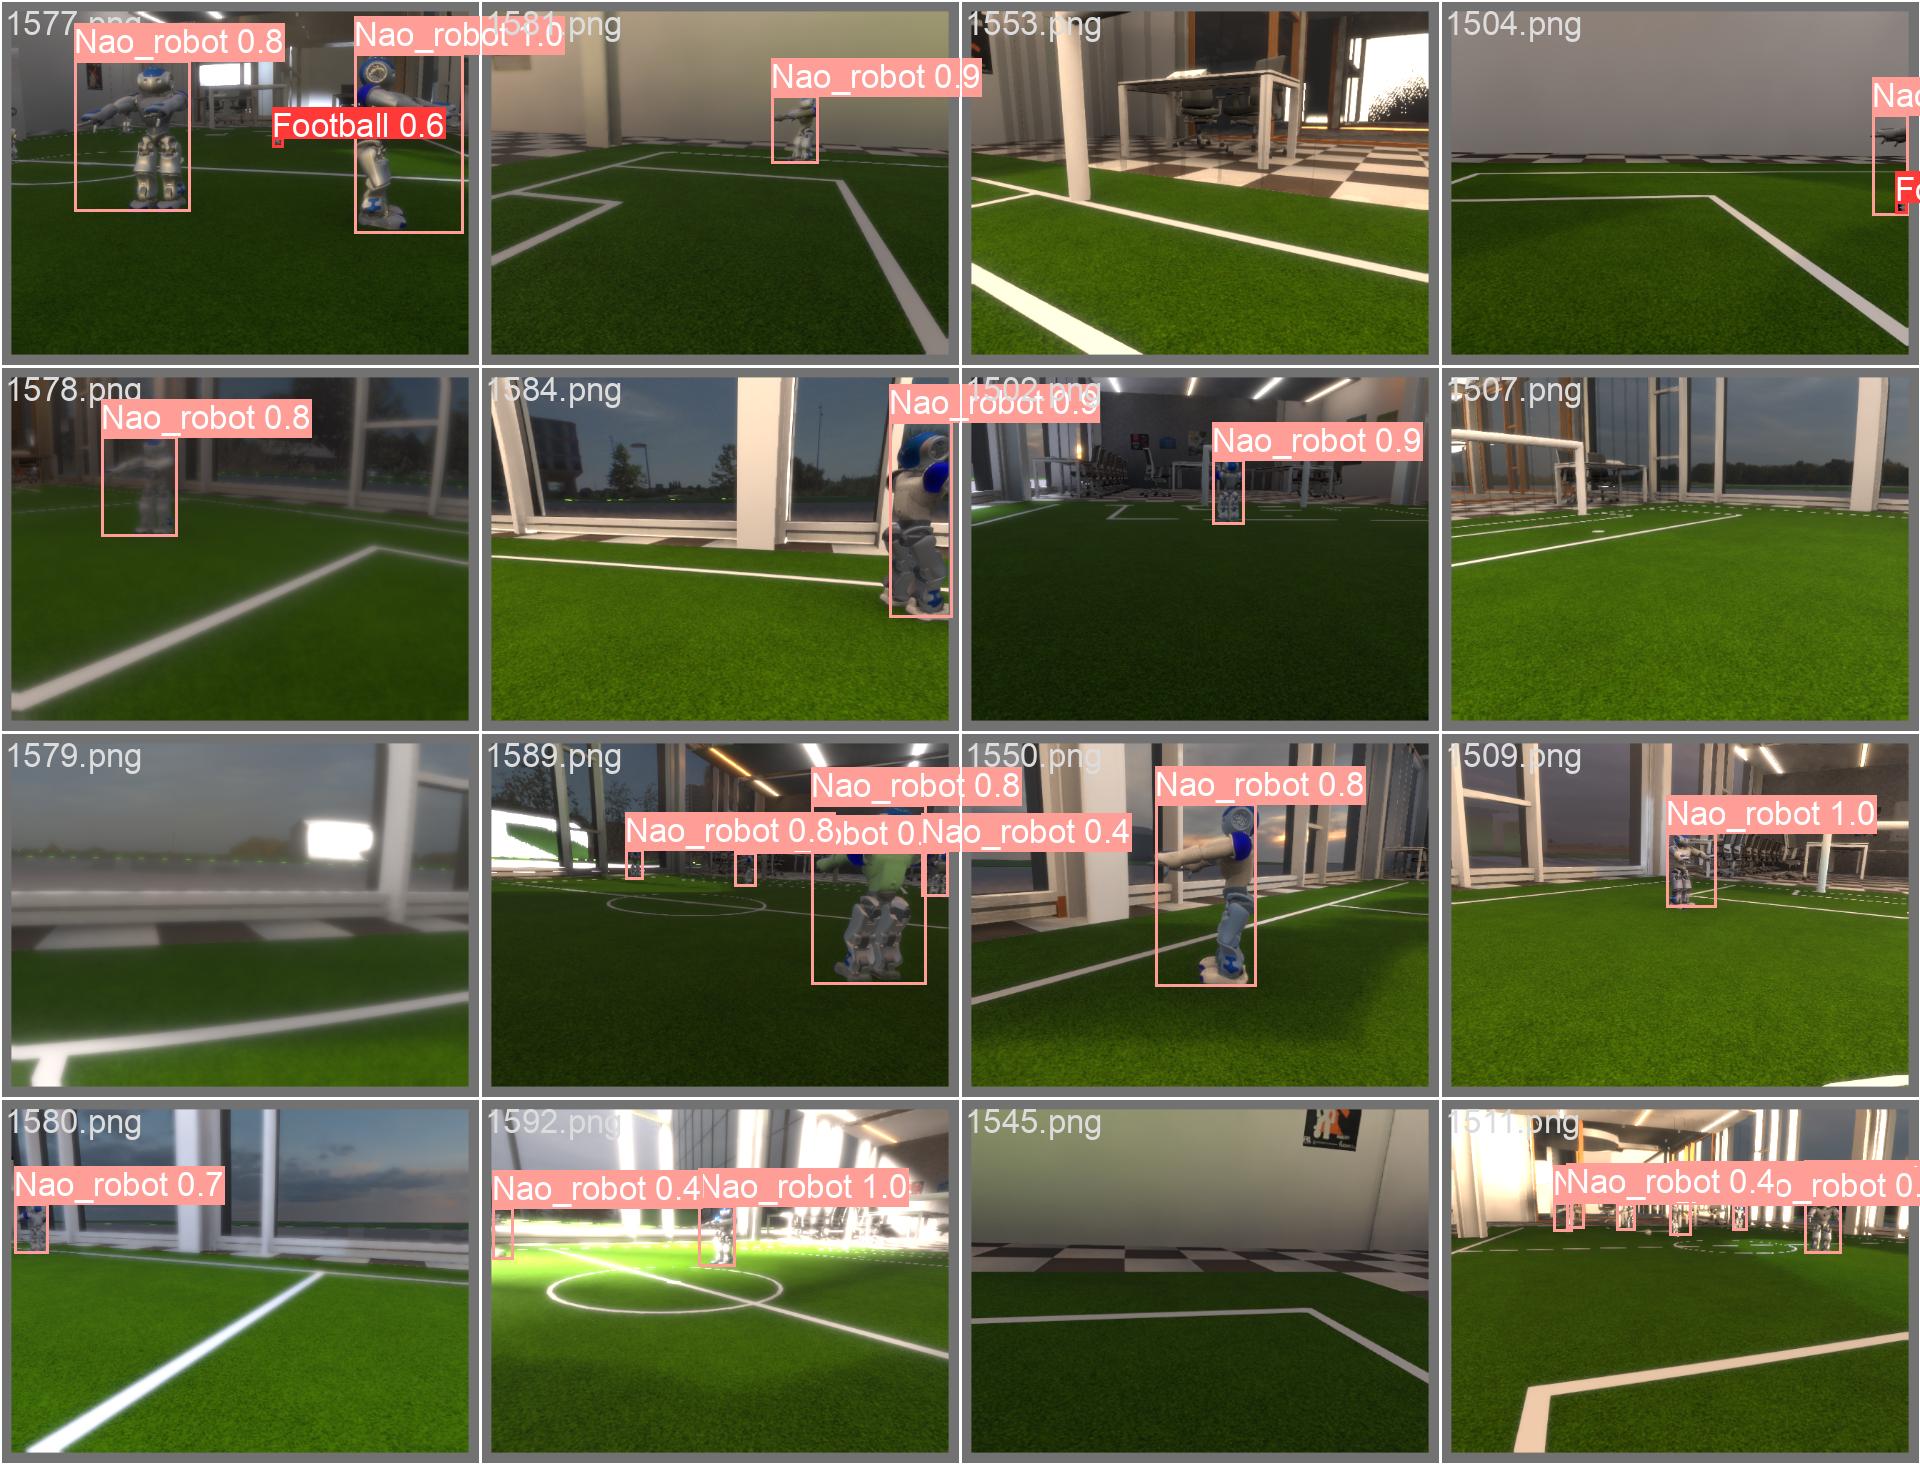 1577.png
Nao_robot 0.8
Nao_robot 1.0
Football 0.6
1581.png
Nao_robot 0.9
1553.png
1504.png
1578.png
Nao_robot 0.8
1584.png
Nao_robot 0.9
1502.png
Nao_robot 0.9
1507.png
1579.png
1589.png
Nao_robot 0.8
Nao_robot 0.8
obot 0.
Nao_robot 0.4
1550.png
Nao_robot 0.8
1509.png
Nao_robot 1.0
1580.png
Nao_robot 0.7
1592.png
Nao_robot 0.4
Nao_robot 1.0
1545.png
1511.png
Nao_robot 0.4
o_robot 0.